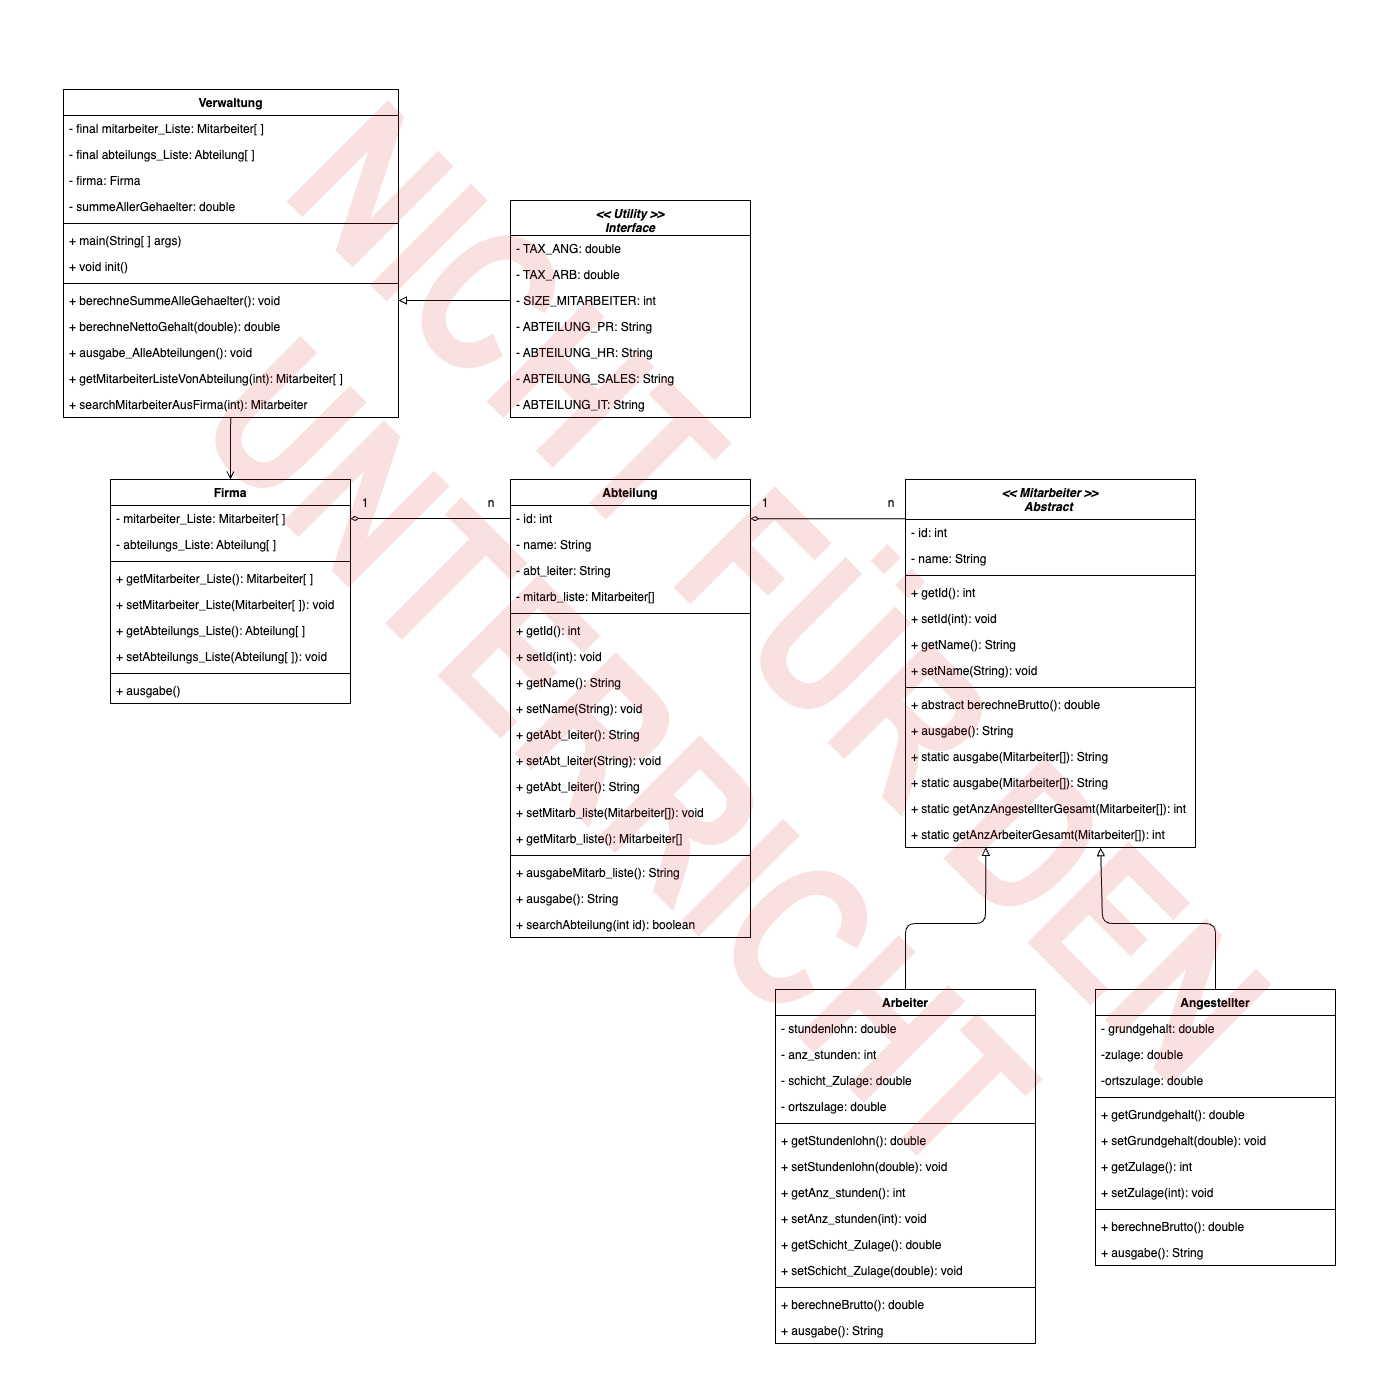 Verwaltung
- final mitarbeiter_Liste: Mitarbeiter[ ]
- final abteilungs_Liste: Abteilung[ ]
- firma: Firma
- summeAllerGehaelter: double
+ main(String[ ] args)
+ void init()
+ berechneSummeAlleGehaelter(): void
+ berechneNettoGehalt(double): double
+ ausgabe_AlleAbteilungen(): void
+ getMitarbeiterListeVonAbteilung(int): Mitarbeiter[ ]
+ searchMitarbeiterAusFirma(int): Mitarbeiter
<< Utility >>
Interface
- TAX_ANG: double
- TAX_ARB: double
- SIZE_MITARBEITER: int
- ABTEILUNG_PR: String
- ABTEILUNG_HR: String
- ABTEILUNG_SALES: String
- ABTEILUNG_IT: String
Firma
- mitarbeiter_Liste: Mitarbeiter[ ]
- abteilungs_Liste: Abteilung[ ]
+ getMitarbeiter_Liste(): Mitarbeiter[ ]
+ setMitarbeiter_Liste(Mitarbeiter[ ]): void
+ getAbteilungs_Liste(): Abteilung[ ]
+ setAbteilungs_Liste(Abteilung[ ]): void
+ ausgabe()
1
n
Abteilung
- id: int
- name: String
- abt_leiter: String
- mitarb_liste: Mitarbeiter[]
+ getId(): int
+ setId(int): void
+ getName(): String
+ setName(String): void
+ getAbt_leiter(): String
+ setAbt_leiter(String): void
+ getAbt_leiter(): String
+ setMitarb_liste(Mitarbeiter[]): void
+ getMitarb_liste(): Mitarbeiter[]
+ ausgabeMitarb_liste(): String
+ ausgabe(): String
+ searchAbteilung(int id): boolean
1
n
<< Mitarbeiter >>
Abstract
- id: int
- name: String
+ getId(): int
+ setId(int): void
+ getName(): String
+ setName(String): void
+ abstract berechneBrutto(): double
+ ausgabe(): String
+ static ausgabe(Mitarbeiter[]): String
+ static ausgabe(Mitarbeiter[]): String
+ static getAnzAngestellterGesamt(Mitarbeiter[]): int
+ static getAnzArbeiterGesamt(Mitarbeiter[]): int
Arbeiter
- stundenlohn: double
- anz_stunden: int
- schicht_Zulage: double
- ortszulage: double
+ getStundenlohn(): double
+ setStundenlohn(double): void
+ getAnz_stunden(): int
+ setAnz_stunden(int): void
+ getSchicht_Zulage(): double
+ setSchicht_Zulage(double): void
+ berechneBrutto(): double
+ ausgabe(): String
Angestellter
- grundgehalt: double
-zulage: double
-ortszulage: double
+ getGrundgehalt(): double
+ setGrundgehalt(double): void
+ getZulage(): int
+ setZulage(int): void
+ berechneBrutto(): double
+ ausgabe(): String
NICHT FÜR DEN
UNTERRICHT